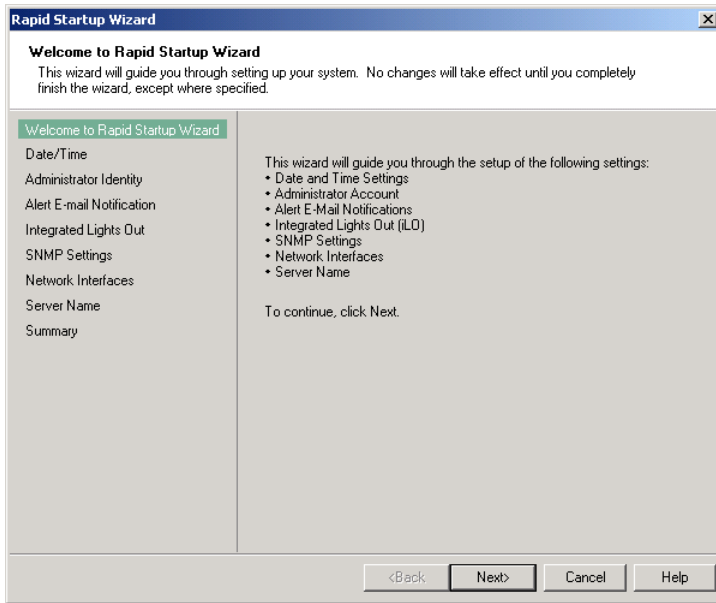 Rapid Startup Wizard
Welcome to Rapid Startup Wizard
This wizard will guide you through setting up your system. No changes will take effect until you completely
finish the wizard, except where specified.
Welcome to Rapid Startup Wizard
Date/Time
Administrator Identity
Alert E-mail Notification
Integrated Lights Out
SNMP Settings
Network Interfaces
Server Name
Summary
This wizard will guide you through the setup of the following settings:
• Date and Time Settings
• Administrator Account
• Alert E-Mail Notifications
• Integrated Lights Out (iLO)
• SNMP Settings
• Network Interfaces
• Server Name
To continue, click Next.
<Back Next> Cancel Help